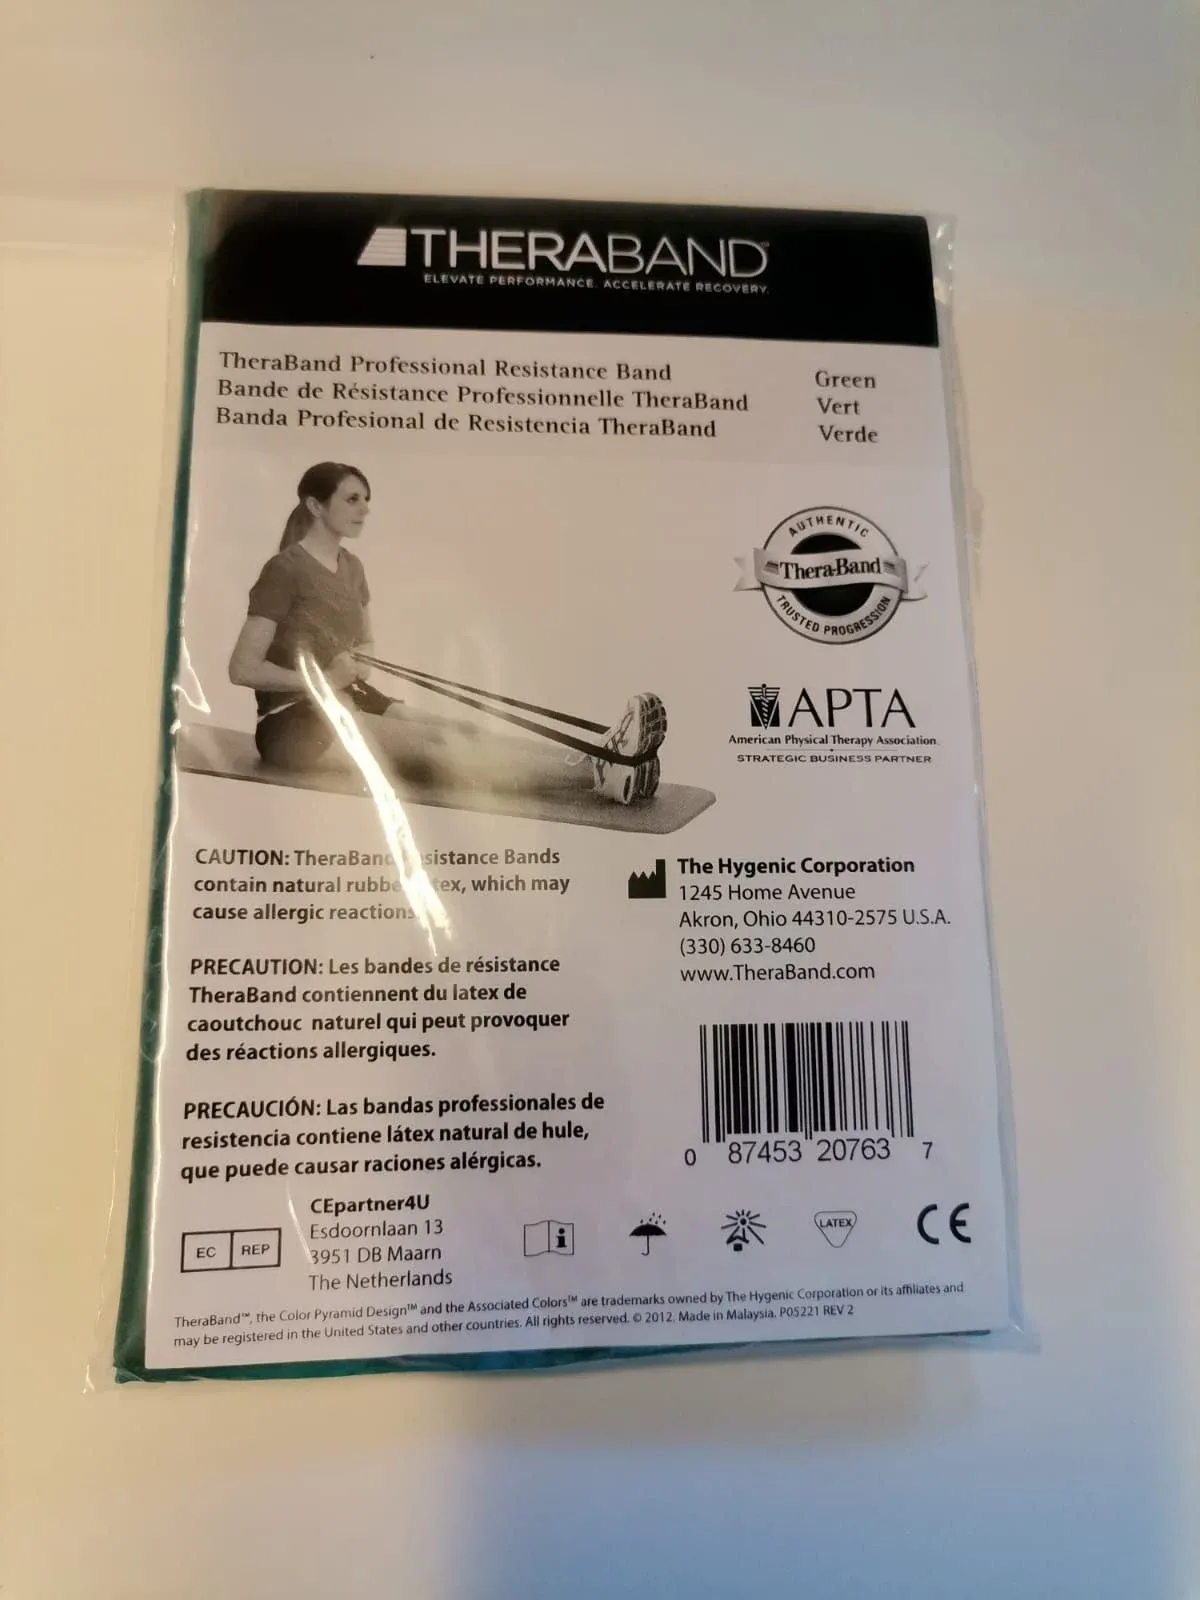 THERABAND
ELEVATE PERFORMANCE. ACCELERATE RECOVERY.
TheraBand Professional Resistance Band
Bande de Résistance Professionnelle TheraBand
Banda Profesional de Resistencia TheraBand
Green
Vert
Verde
AUTHENTIC
Thera-Band
TRUSTED PROGRESSION
APTA
American Physical Therapy Association.
STRATEGIC BUSINESS PARTNER
CAUTION: TheraBand Resistance Bands
contain natural rubber latex, which may
cause allergic reactions.
PRECAUTION: Les bandes de résistance
TheraBand contiennent du latex de
caoutchouc naturel qui peut provoquer
des réactions allergiques.
PRECAUCIÓN: Las bandas profesionales de
resistencia contiene látex natural de hule,
que puede causar raciones alérgicas.
The Hygenic Corporation
1245 Home Avenue
Akron, Ohio 44310-2575 U.S.A.
(330) 633-8460
www.TheraBand.com
0 87453 20763 7
EC REP
CEpartner4U
Esdoornlaan 13
3951 DB Maarn
The Netherlands
i
LATEX
CE
TheraBand™, the Color Pyramid Design™ and the Associated Colors™ are trademarks owned by The Hygenic Corporation or its affiliates and
may be registered in the United States and other countries. All rights reserved. © 2012. Made in Malaysia. P05221 REV 2